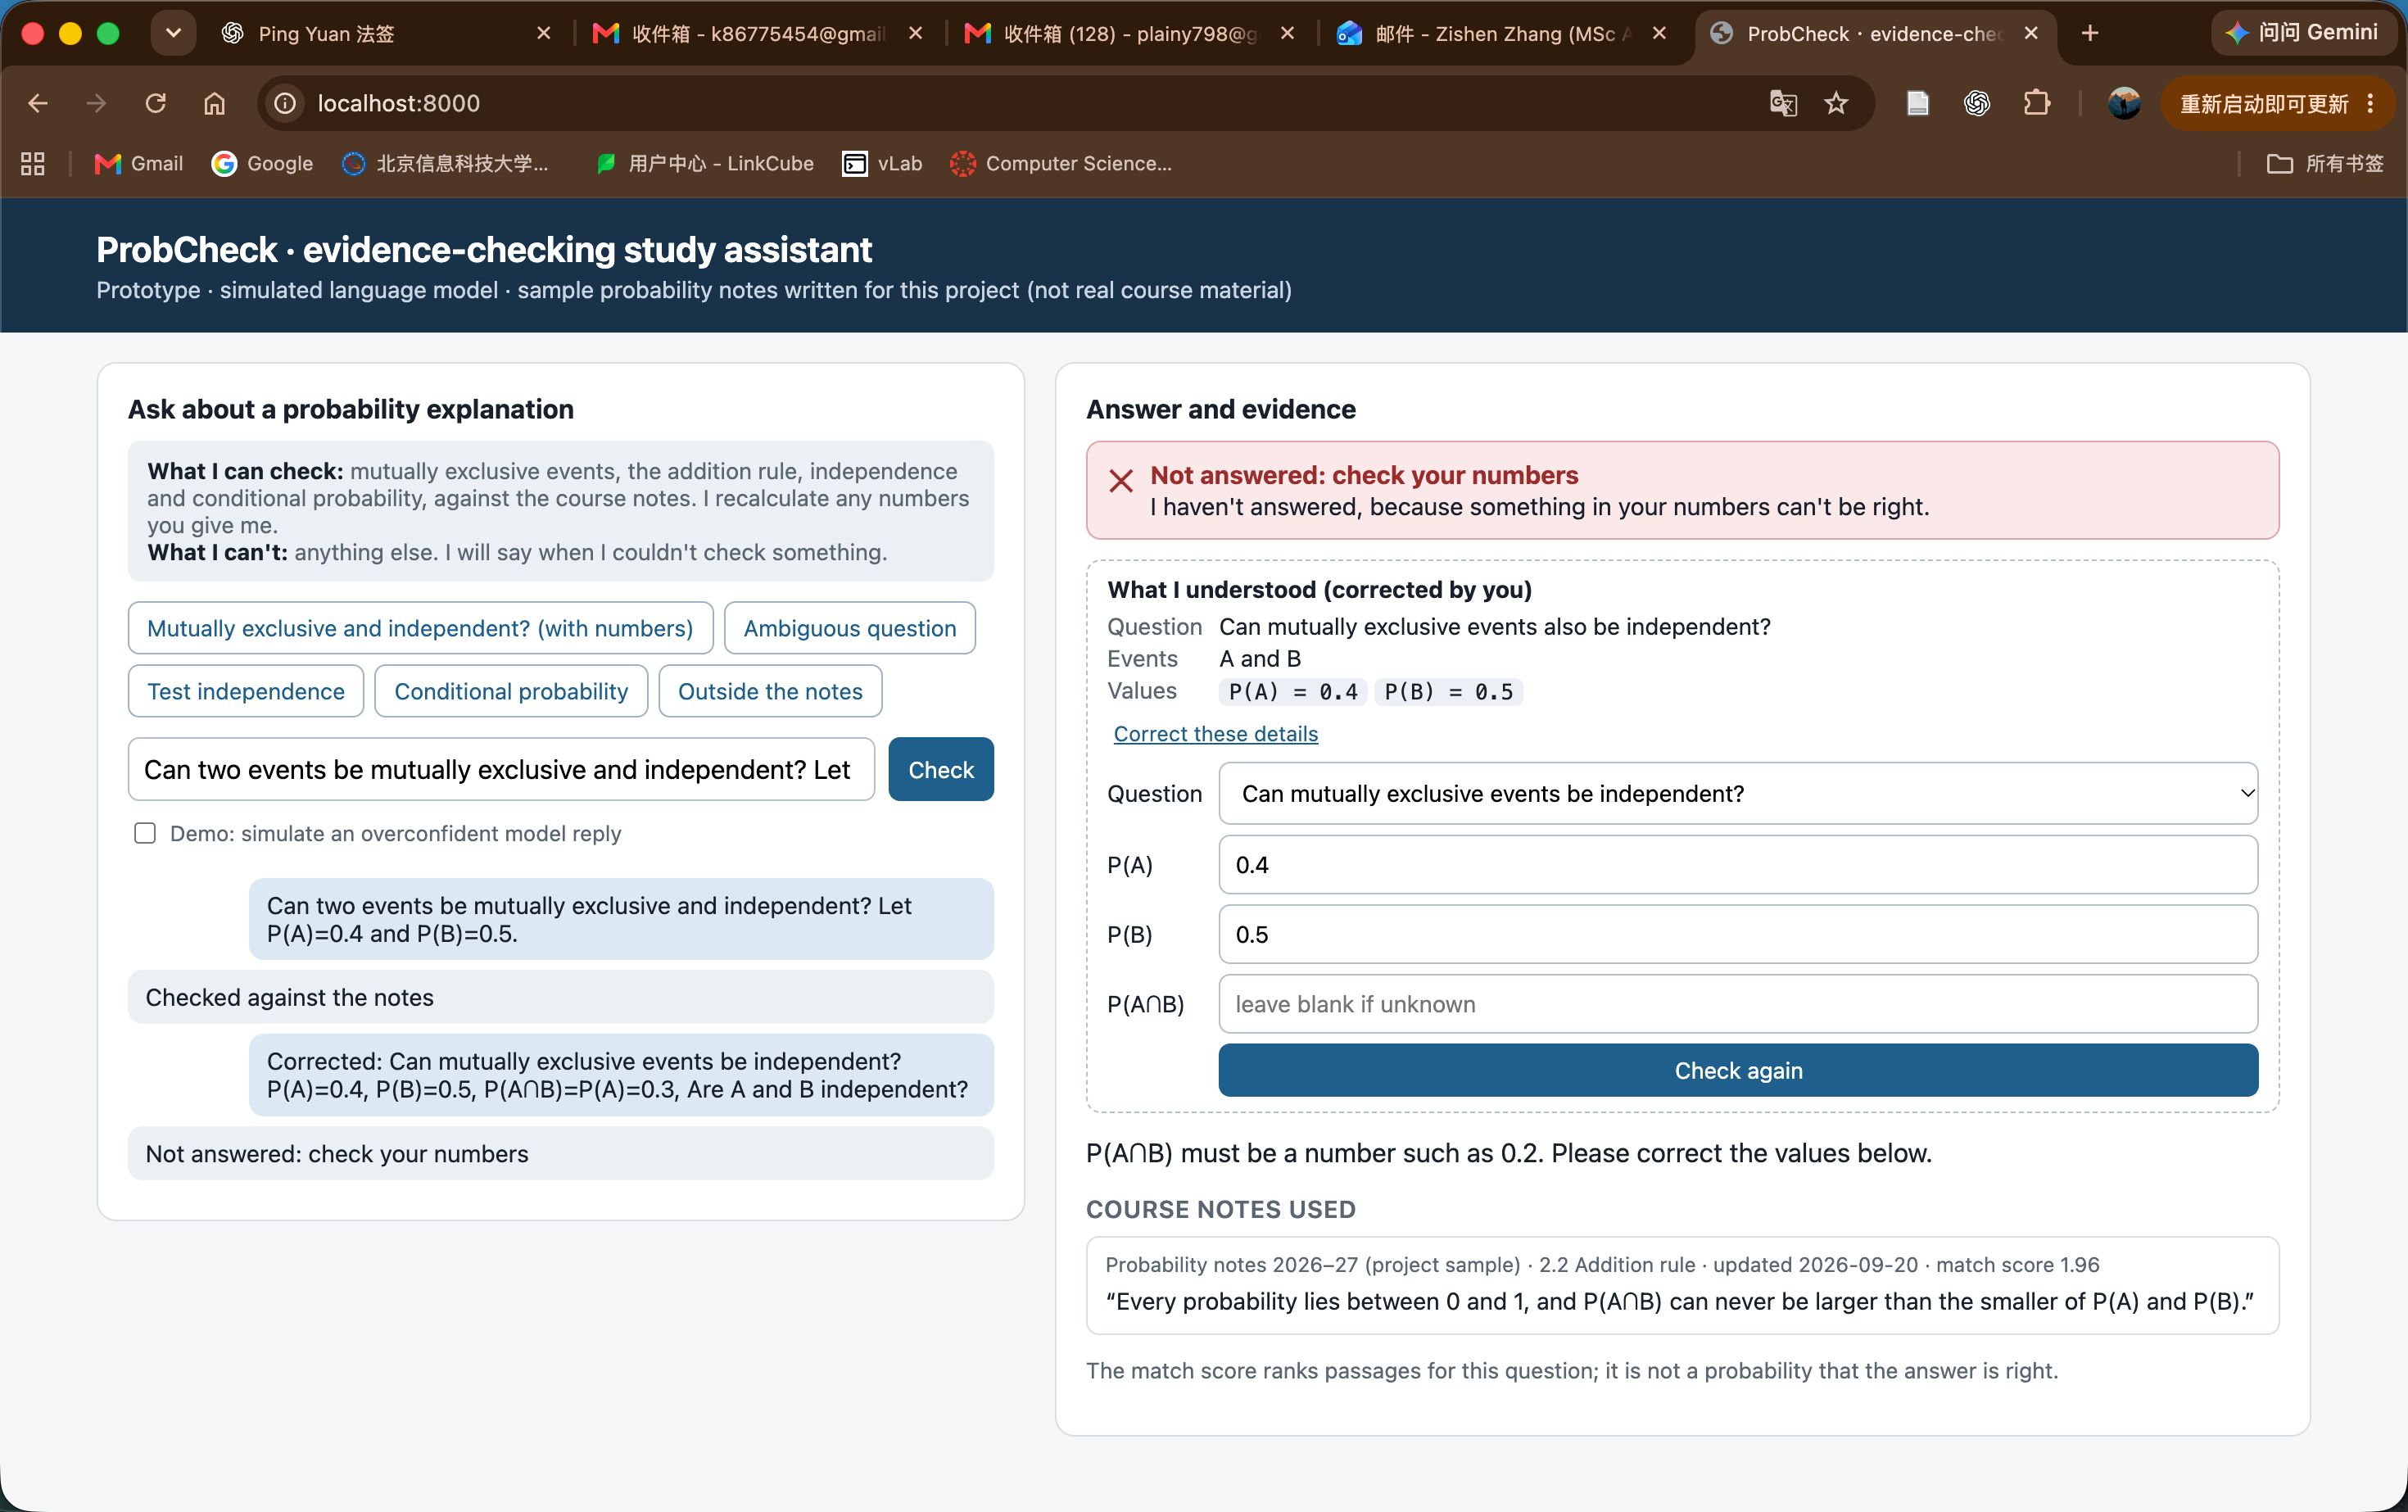 Ping Yuan 法签
收件箱 - k86775454@gmail
收件箱 (128) - plainy798@g
邮件 - Zishen Zhang (MSc A
ProbCheck · evidence-chec
问问 Gemini
localhost:8000
重新启动即可更新
Gmail
Google
北京信息科技大学...
用户中心 - LinkCube
vLab
Computer Science...
所有书签
ProbCheck · evidence-checking study assistant
Prototype · simulated language model · sample probability notes written for this project (not real course material)
Ask about a probability explanation
What I can check: mutually exclusive events, the addition rule, independence
and conditional probability, against the course notes. I recalculate any numbers
you give me.
What I can't: anything else. I will say when I couldn't check something.
Mutually exclusive and independent? (with numbers)
Ambiguous question
Test independence
Conditional probability
Outside the notes
Can two events be mutually exclusive and independent? Let
Check
Demo: simulate an overconfident model reply
Can two events be mutually exclusive and independent? Let
P(A)=0.4 and P(B)=0.5.
Checked against the notes
Corrected: Can mutually exclusive events be independent?
P(A)=0.4, P(B)=0.5, P(A∩B)=P(A)=0.3, Are A and B independent?
Not answered: check your numbers
Answer and evidence
Not answered: check your numbers
I haven't answered, because something in your numbers can't be right.
What I understood (corrected by you)
Question Can mutually exclusive events also be independent?
Events A and B
Values P(A) = 0.4 P(B) = 0.5
Correct these details
Question Can mutually exclusive events be independent?
P(A) 0.4
P(B) 0.5
P(A∩B) leave blank if unknown
Check again
P(A∩B) must be a number such as 0.2. Please correct the values below.
COURSE NOTES USED
Probability notes 2026–27 (project sample) · 2.2 Addition rule · updated 2026-09-20 · match score 1.96
“Every probability lies between 0 and 1, and P(A∩B) can never be larger than the smaller of P(A) and P(B).”
The match score ranks passages for this question; it is not a probability that the answer is right.